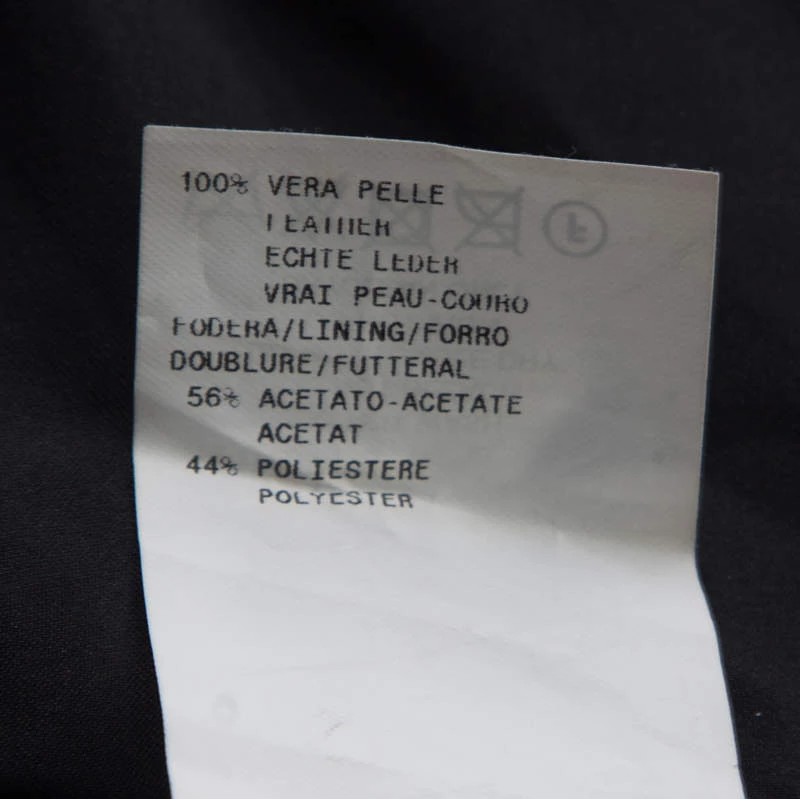 100% VERA PELLE
LEATHER
ECHTE LEDER
VRAI PEAU-COURO
FODERA/LINING/FORRO
DOUBLURE/FUTTERAL
56% ACETATO-ACETATE
ACETAT
44% POLIESTERE
POLYESTER